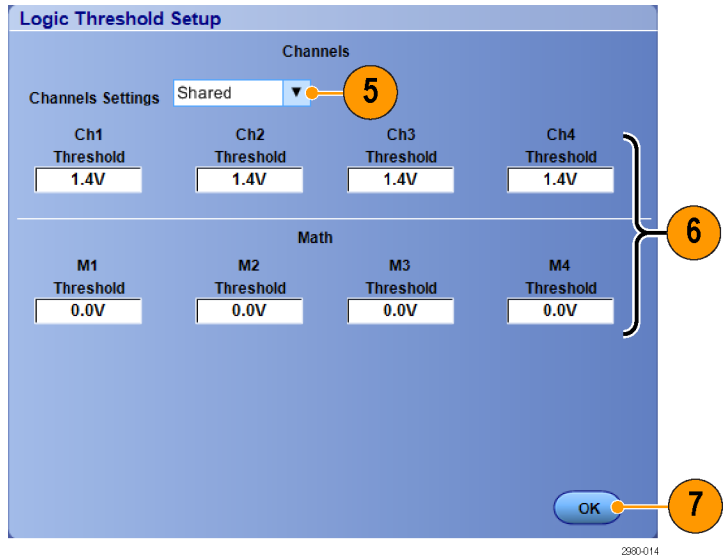 Logic Threshold Setup
Channels
Channels Settings Shared ▼ 5
Ch1 Ch2 Ch3 Ch4
Threshold Threshold Threshold Threshold
1.4V 1.4V 1.4V 1.4V
6
Math
M1 M2 M3 M4
Threshold Threshold Threshold Threshold
0.0V 0.0V 0.0V 0.0V
OK 7
2980-014